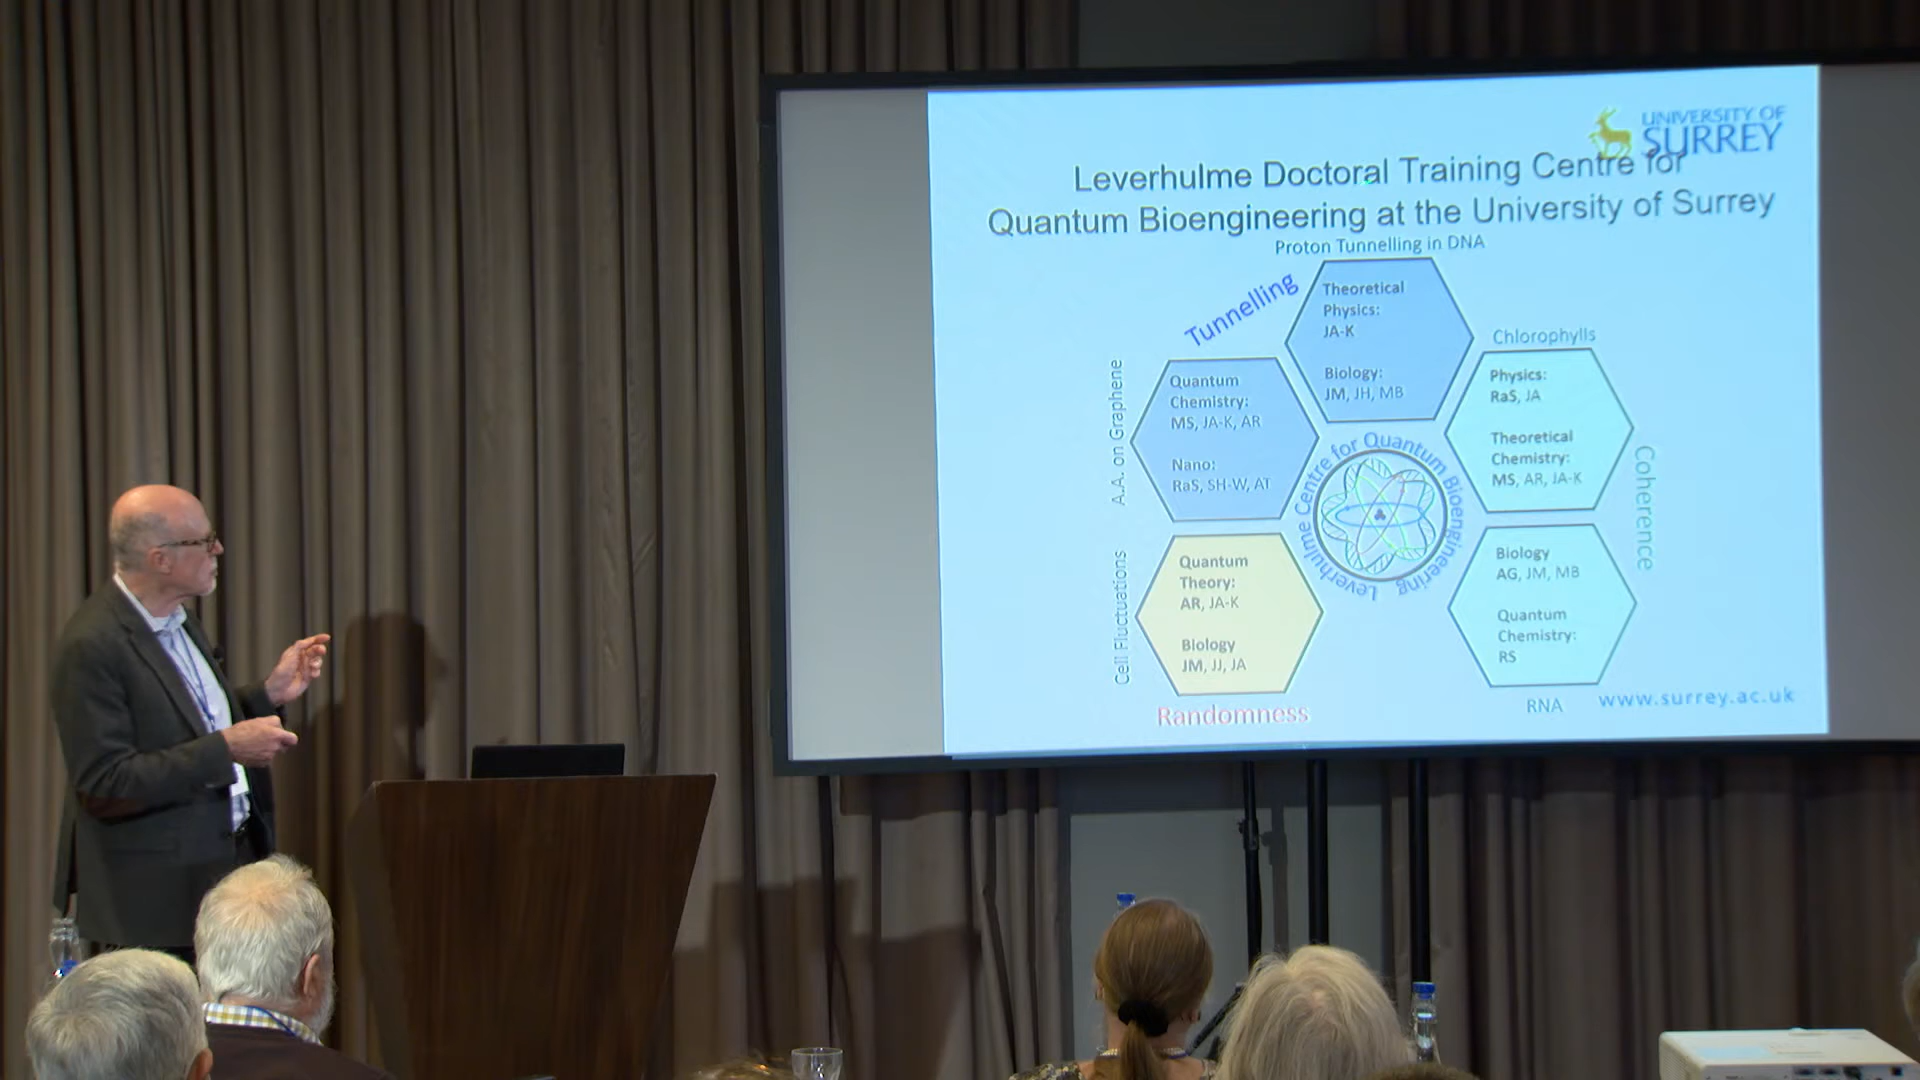 UNIVERSITY OF
SURREY
Leverhulme Doctoral Training Centre for
Quantum Bioengineering at the University of Surrey
Proton Tunnelling in DNA
Tunnelling
Theoretical
Physics:
JA-K
Biology:
JM, JH, MB
Chlorophylls
Physics:
RaS, JA
Theoretical
Chemistry:
MS, AR, JA-K
Coherence
A.A. on Graphene
Quantum
Chemistry:
MS, JA-K, AR
Nano:
RaS, SH-W, AT
Leverhulme Centre for Quantum Bioengineering
Cell Fluctuations
Quantum
Theory:
AR, JA-K
Biology
JM, JJ, JA
Randomness
Biology
AG, JM, MB
Quantum
Chemistry:
RS
RNA
www.surrey.ac.uk